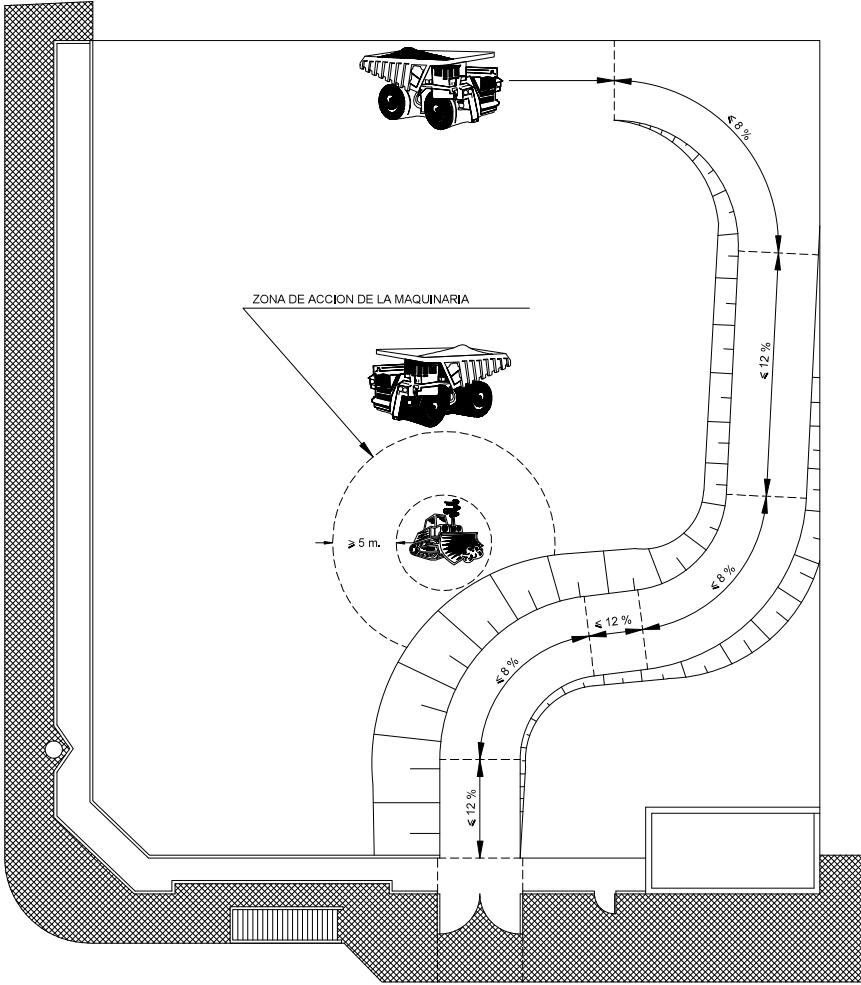 ⩽ 8 %
ZONA DE ACCION DE LA MAQUINARIA
⩽ 12 %
⩾ 5 m.
⩽ 8 %
⩽ 12 %
⩽ 8 %
⩽ 12 %